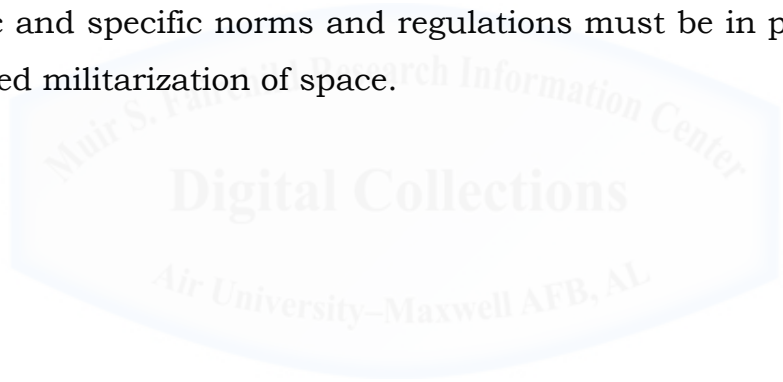 and specific norms and regulations must be in
militarization of space.
Muir S. Fairchild Research Information Center
Digital Collections
Air University–Maxwell AFB, AL